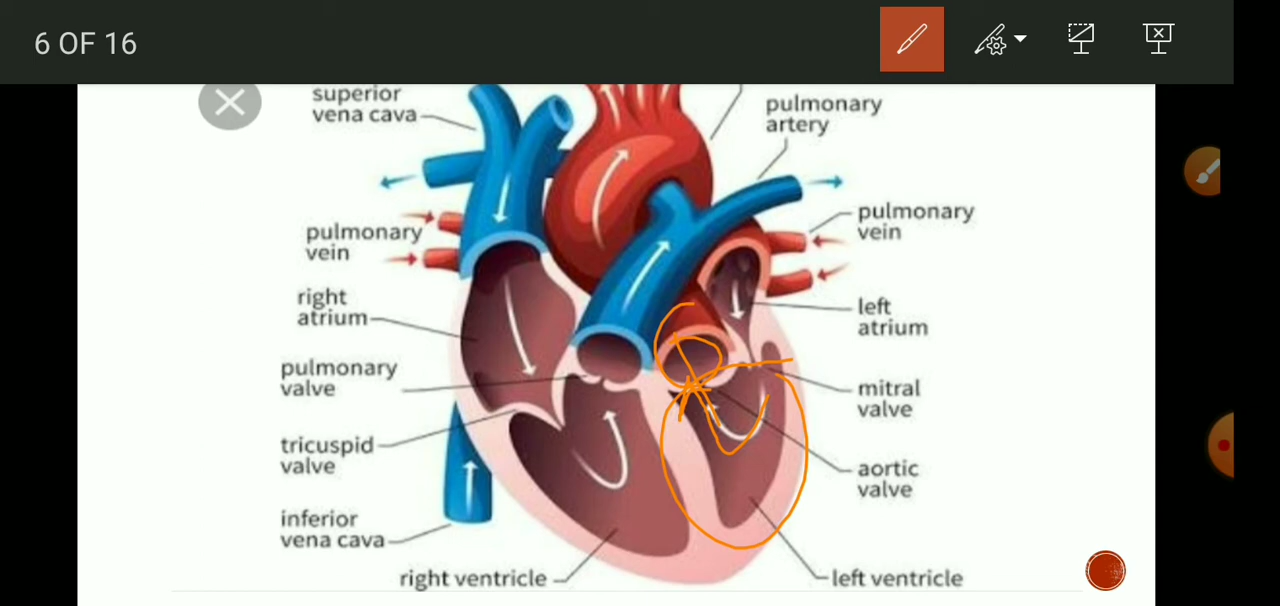 6 OF 16
superior
vena cava
pulmonary
artery
pulmonary
vein
pulmonary
vein
right
atrium
left
atrium
pulmonary
valve
mitral
valve
tricuspid
valve
aortic
valve
inferior
vena cava
right ventricle
left ventricle